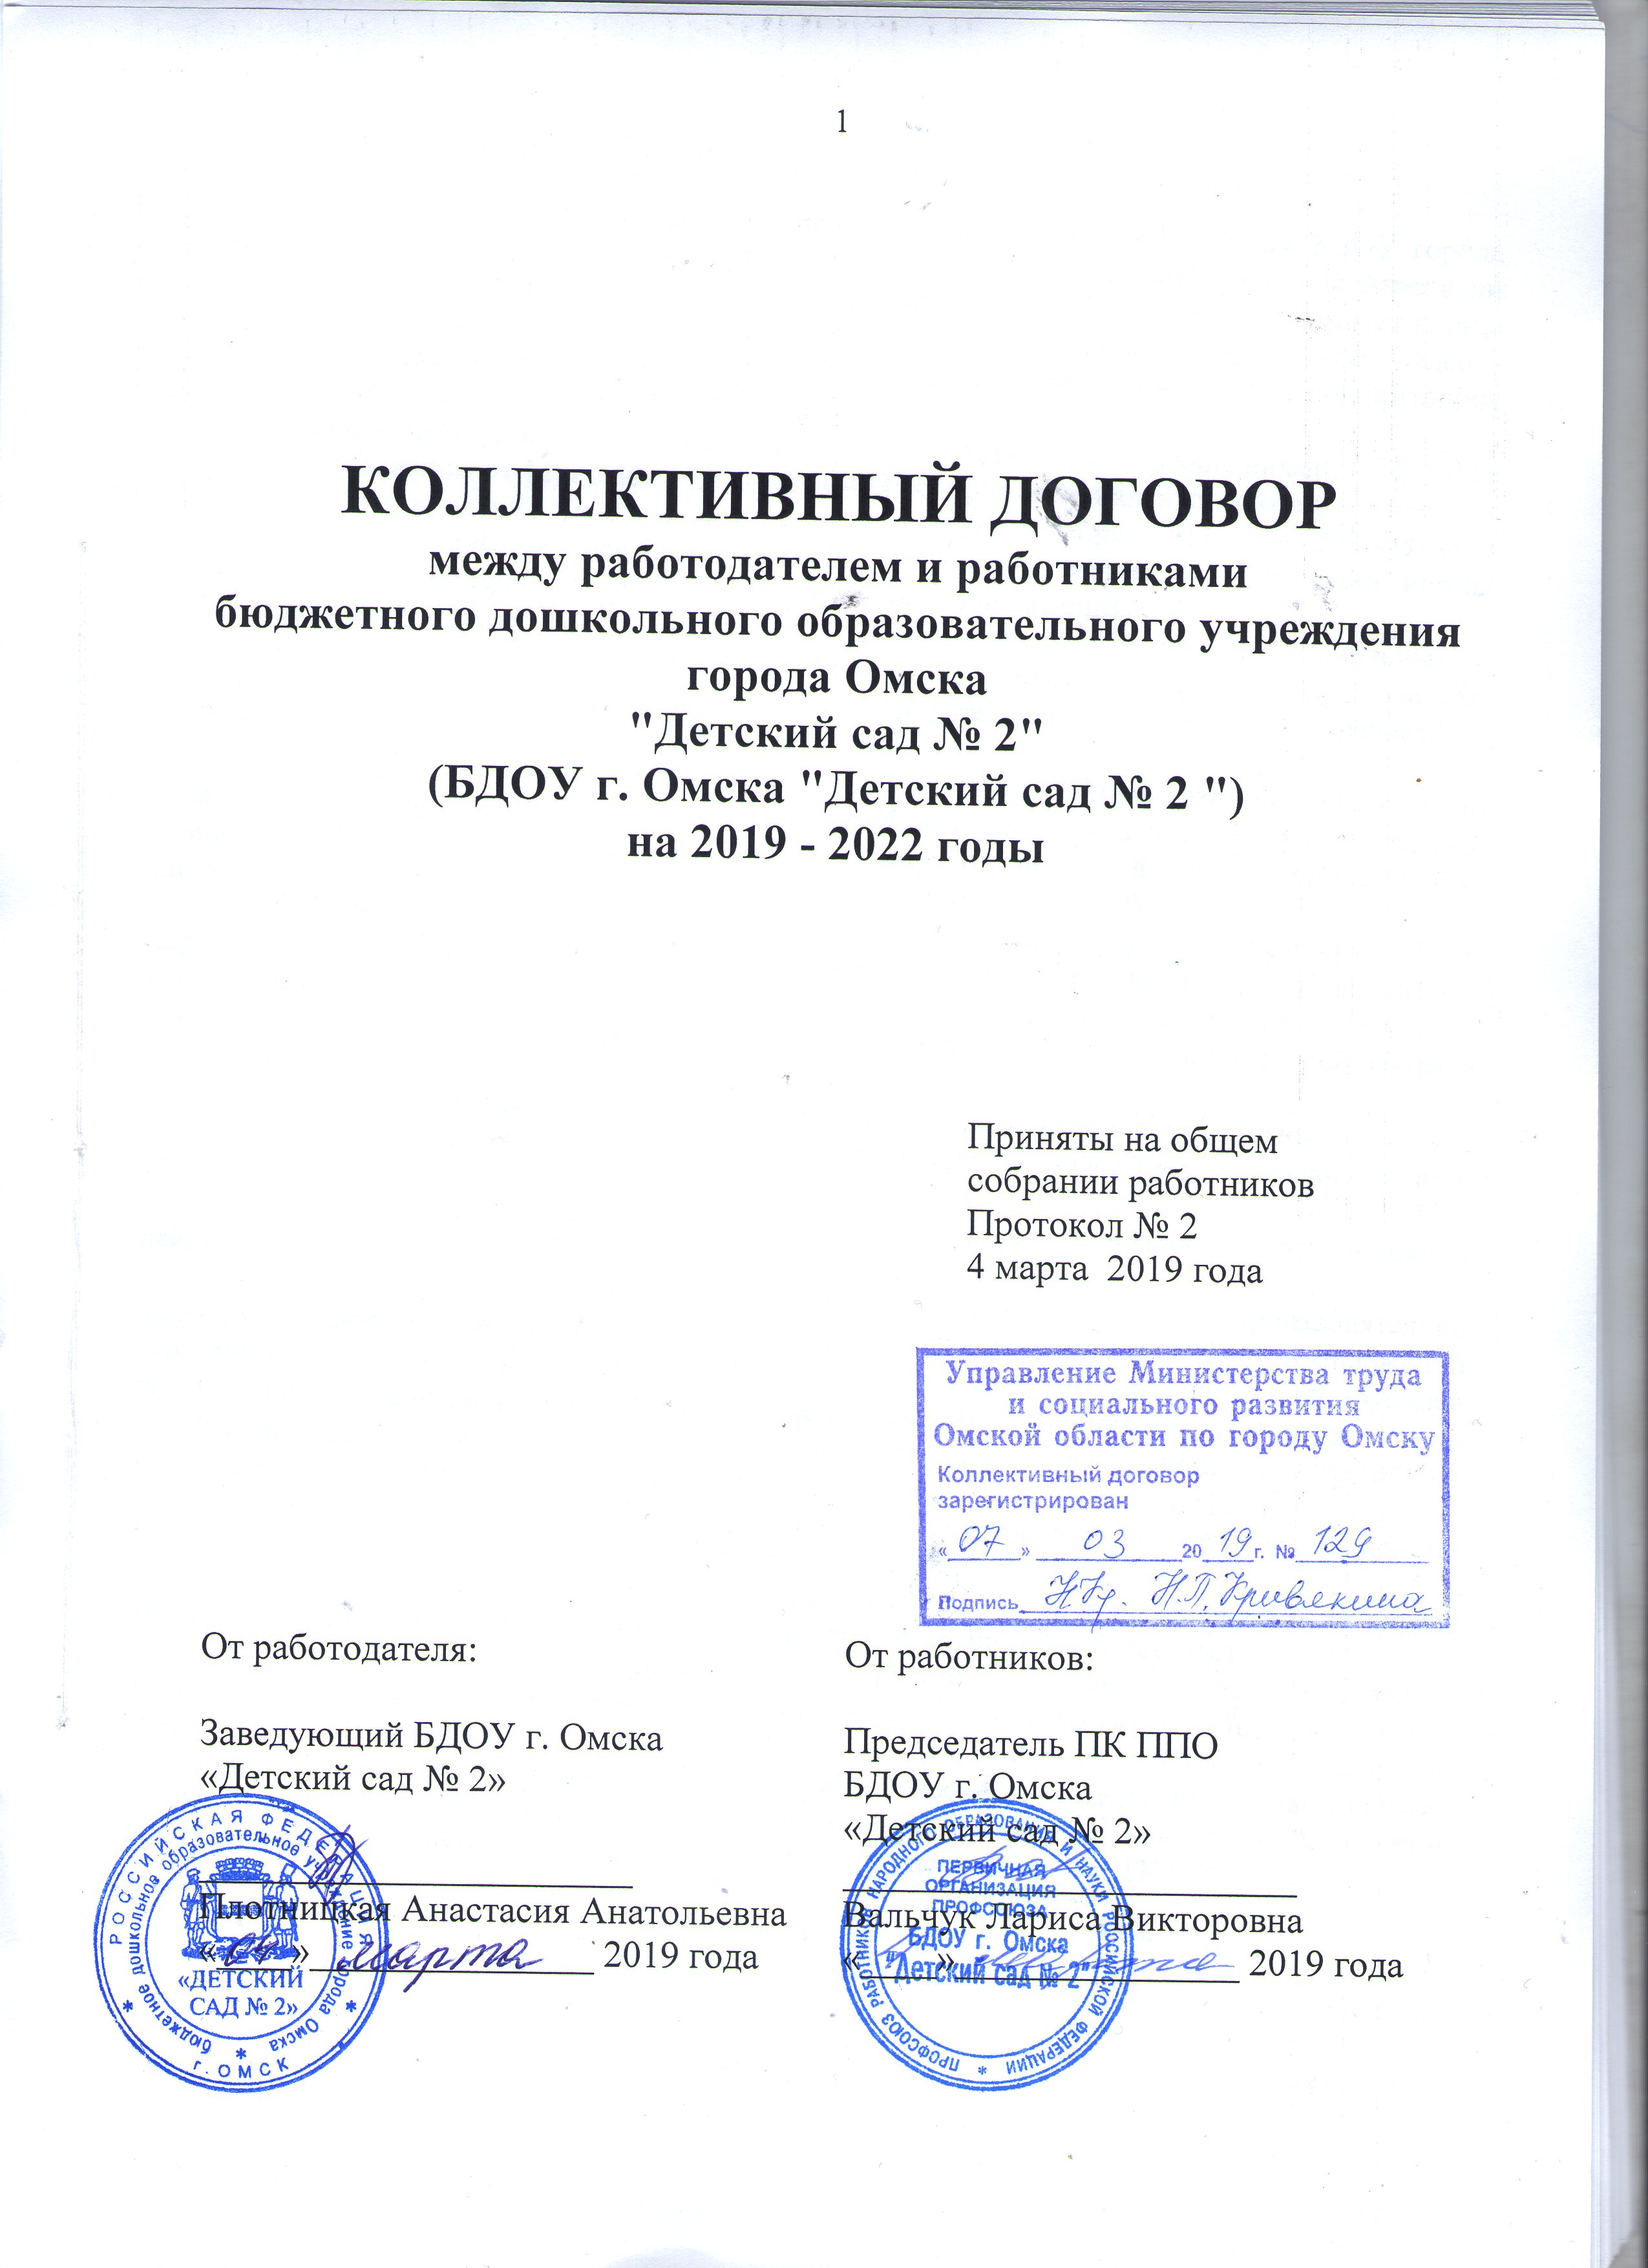 1
КОЛЛЕКТИВНЫЙ ДОГОВОР
между работодателем и работниками
бюджетного дошкольного образовательного учреждения
города Омска
"Детский сад № 2"
(БДОУ г. Омска "Детский сад № 2 ")
на 2019 - 2022 годы
Приняты на общем
собрании работников
Протокол № 2
4 марта 2019 года
Управление Министерства труда
и социального развития
Омской области по городу Омску
Коллективный договор
зарегистрирован
«07» 03 2019г. № 129
Подпись Н.П. Кривякина
От работодателя:
Заведующий БДОУ г. Омска
«Детский сад № 2»
Плотницкая Анастасия Анатольевна
«04» марта 2019 года
РОССИЙСКАЯ ФЕДЕРАЦИЯ
г. ОМСК
бюджетное дошкольное образовательное учреждение города Омска
«ДЕТСКИЙ
САД № 2»
От работников:
Председатель ПК ППО
БДОУ г. Омска
«Детский сад № 2»
Вальчук Лариса Викторовна
« » марта 2019 года
ПРОФСОЮЗ РАБОТНИКОВ НАРОДНОГО ОБРАЗОВАНИЯ И НАУКИ РОССИЙСКОЙ ФЕДЕРАЦИИ
ПЕРВИЧНАЯ
ОРГАНИЗАЦИЯ
ПРОФСОЮЗА
БДОУ г. Омска
"Детский сад № 2"